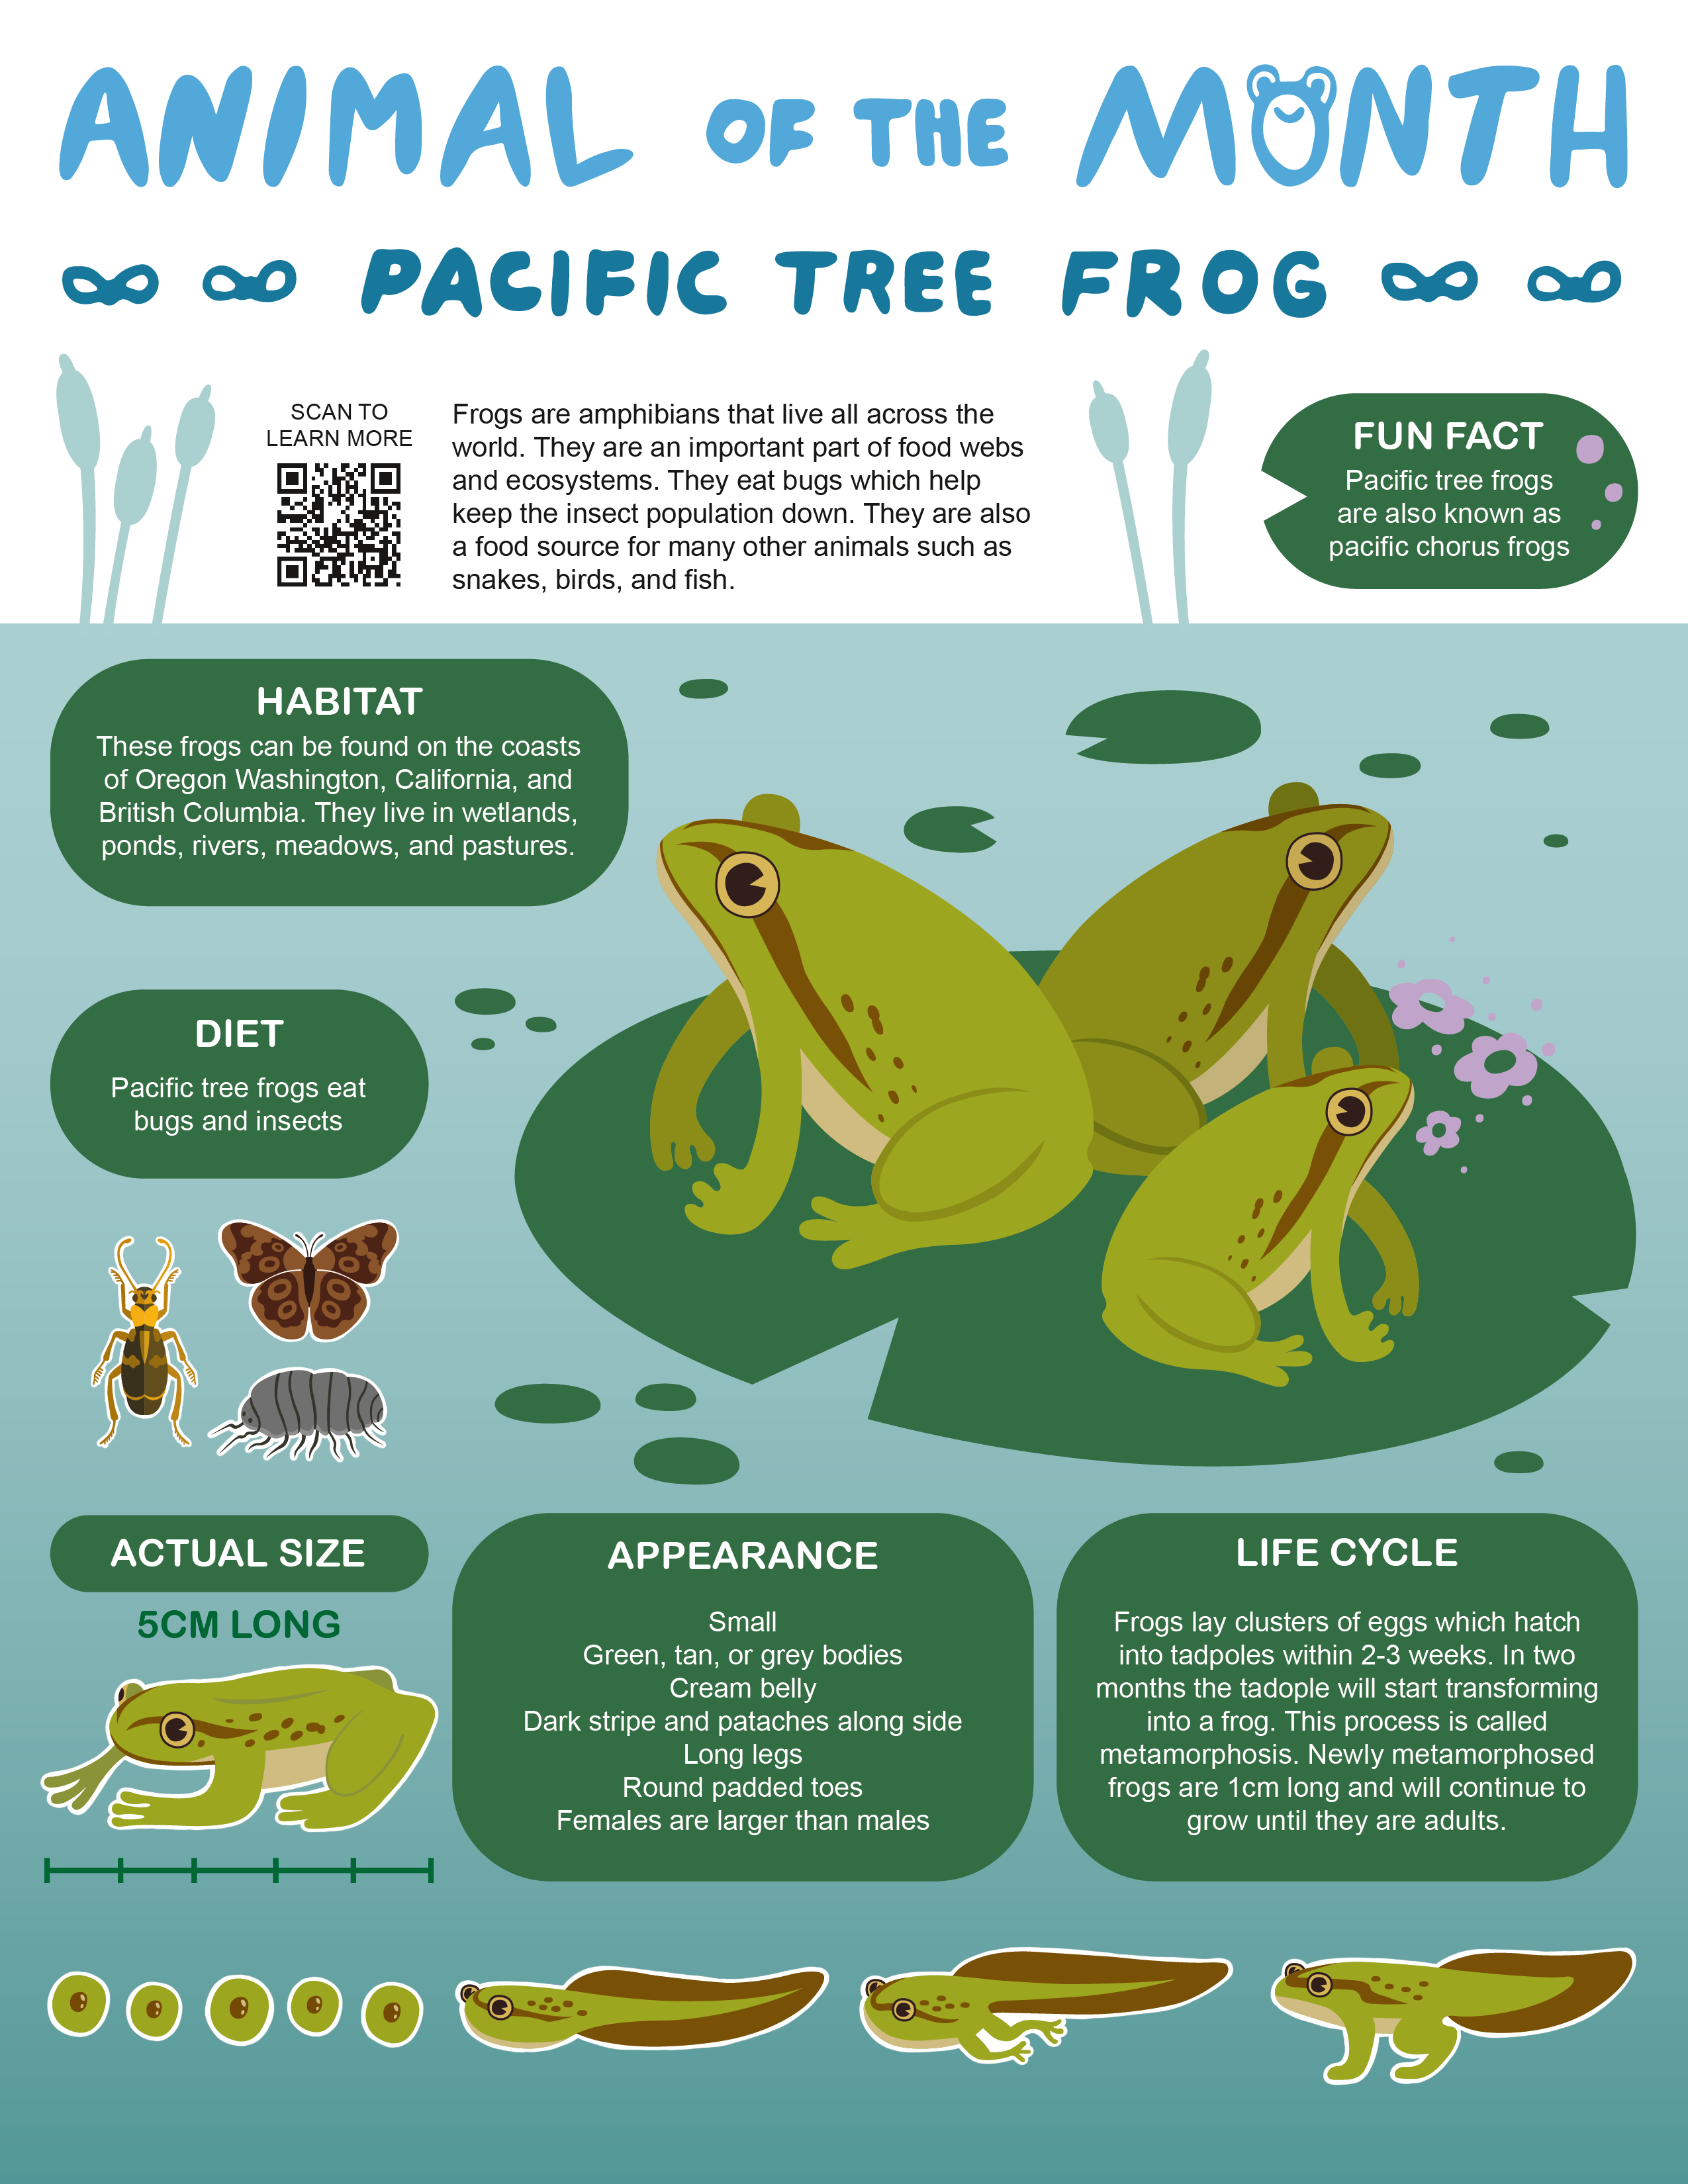 ANIMAL OF THE MONTH
PACIFIC TREE FROG
SCAN TO
LEARN MORE
Frogs are amphibians that live all across the
world. They are an important part of food webs
and ecosystems. They eat bugs which help
keep the insect population down. They are also
a food source for many other animals such as
snakes, birds, and fish.
FUN FACT
Pacific tree frogs
are also known as
pacific chorus frogs
HABITAT
These frogs can be found on the coasts
of Oregon Washington, California, and
British Columbia. They live in wetlands,
ponds, rivers, meadows, and pastures.
DIET
Pacific tree frogs eat
bugs and insects
ACTUAL SIZE
5CM LONG
APPEARANCE
Small
Green, tan, or grey bodies
Cream belly
Dark stripe and pataches along side
Long legs
Round padded toes
Females are larger than males
LIFE CYCLE
Frogs lay clusters of eggs which hatch
into tadpoles within 2-3 weeks. In two
months the tadople will start transforming
into a frog. This process is called
metamorphosis. Newly metamorphosed
frogs are 1cm long and will continue to
grow until they are adults.